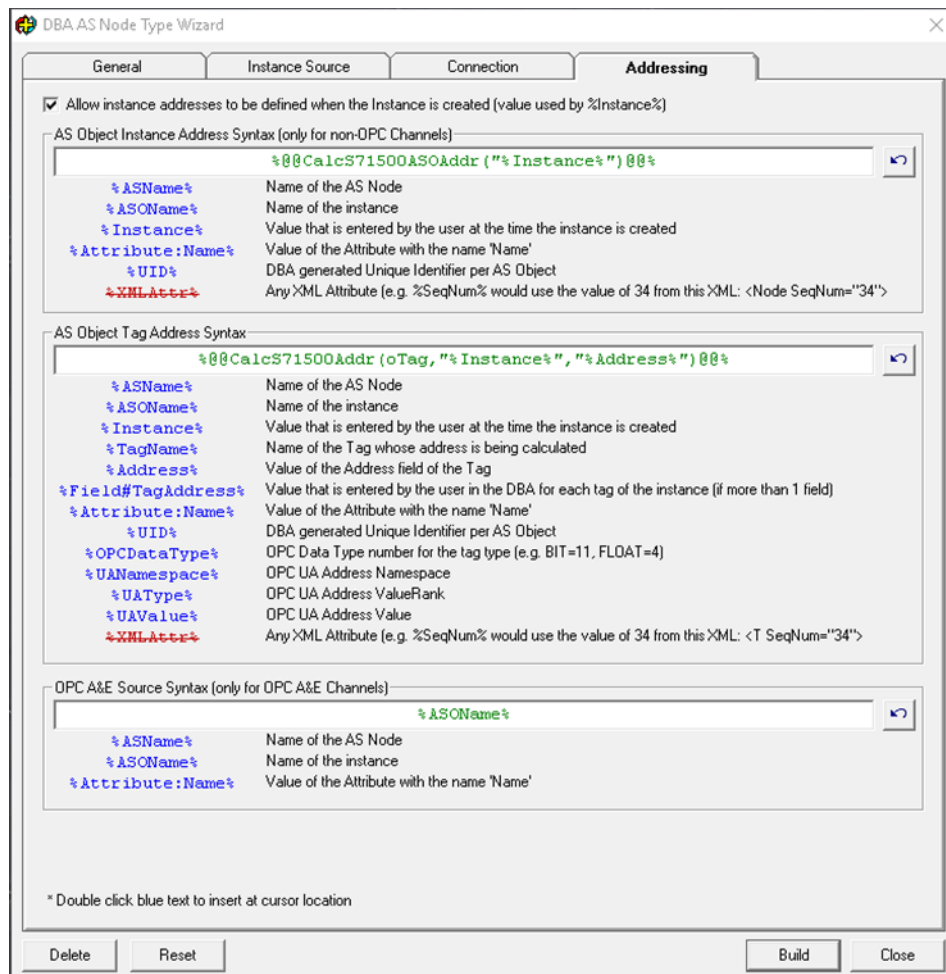 DBA AS Node Type Wizard
General Instance Source Connection Addressing
Allow instance addresses to be defined when the Instance is created (value used by %Instance%)
AS Object Instance Address Syntax (only for non-OPC Channels)
%@@CalcS71500ASOAddr("%Instance%")@@%
%ASName% Name of the AS Node
%ASOName% Name of the instance
%Instance% Value that is entered by the user at the time the instance is created
%Attribute:Name% Value of the Attribute with the name 'Name'
%UID% DBA generated Unique Identifier per AS Object
%XMLAttr% Any XML Attribute (e.g. %SeqNum% would use the value of 34 from this XML: <Node SeqNum="34">
AS Object Tag Address Syntax
%@@CalcS71500Addr(oTag,"%Instance%","%Address%")@@%
%ASName% Name of the AS Node
%ASOName% Name of the instance
%Instance% Value that is entered by the user at the time the instance is created
%TagName% Name of the Tag whose address is being calculated
%Address% Value of the Address field of the Tag
%Field#TagAddress% Value that is entered by the user in the DBA for each tag of the instance (if more than 1 field)
%Attribute:Name% Value of the Attribute with the name 'Name'
%UID% DBA generated Unique Identifier per AS Object
%OPCDataType% OPC Data Type number for the tag type (e.g. BIT=11, FLOAT=4)
%UANamespace% OPC UA Address Namespace
%UAType% OPC UA Address ValueRank
%UAValue% OPC UA Address Value
%XMLAttr% Any XML Attribute (e.g. %SeqNum% would use the value of 34 from this XML: <T SeqNum="34">
OPC A&E Source Syntax (only for OPC A&E Channels)
%ASOName%
%ASName% Name of the AS Node
%ASOName% Name of the instance
%Attribute:Name% Value of the Attribute with the name 'Name'
* Double click blue text to insert at cursor location
Delete Reset Build Close